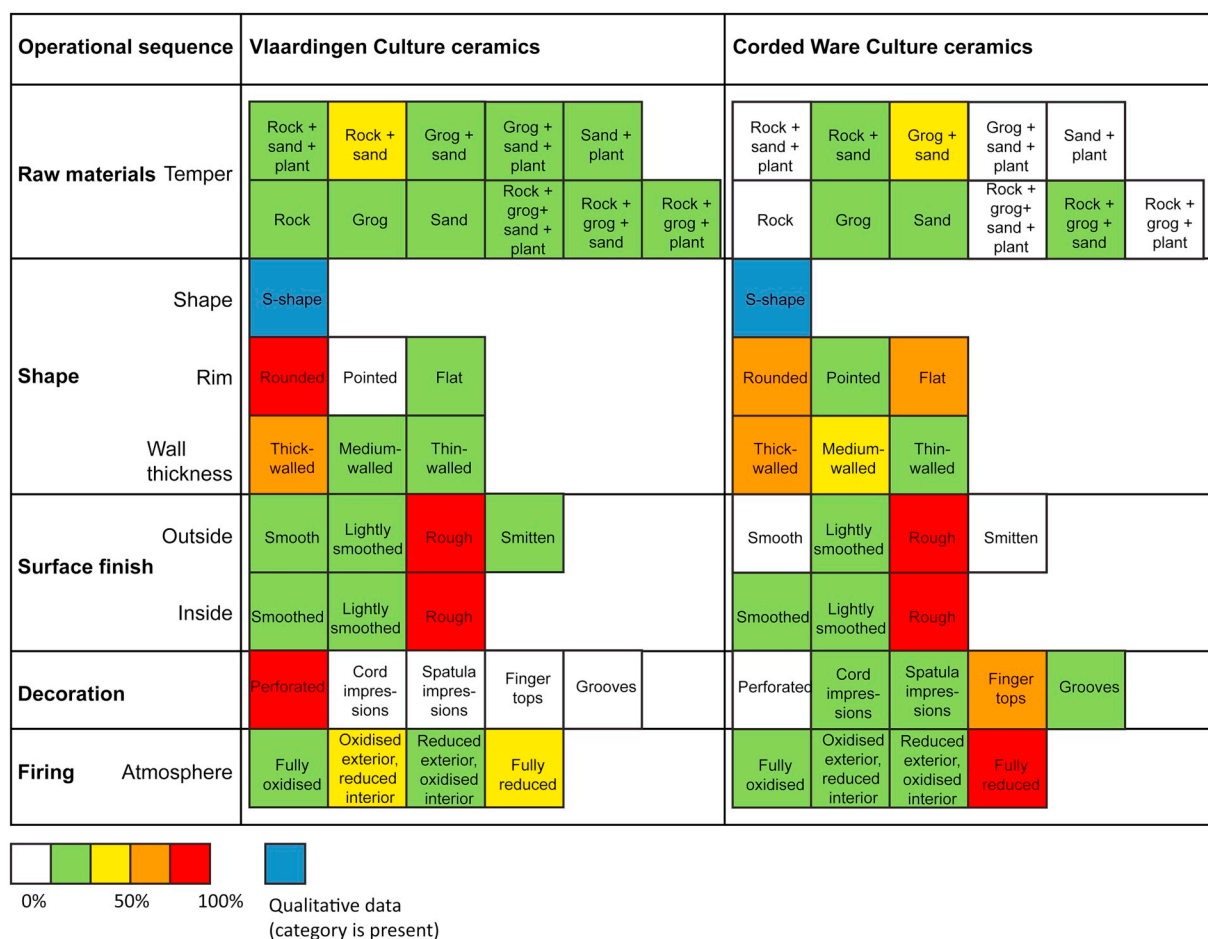 Operational sequence
Vlaardingen Culture ceramics
Corded Ware Culture ceramics
Raw materials Temper
Rock +
sand +
plant
Rock +
sand
Grog +
sand
Grog +
sand +
plant
Sand +
plant
Rock
Grog
Sand
Rock +
grog+
sand +
plant
Rock +
grog +
sand
Rock +
grog +
plant
Rock +
sand +
plant
Rock +
sand
Grog +
sand
Grog +
sand +
plant
Sand +
plant
Rock
Grog
Sand
Rock +
grog+
sand +
plant
Rock +
grog +
sand
Rock +
grog +
plant
Shape
Shape
S-shape
S-shape
Rim
Rounded
Pointed
Flat
Rounded
Pointed
Flat
Wall
thickness
Thick-
walled
Medium-
walled
Thin-
walled
Thick-
walled
Medium-
walled
Thin-
walled
Surface finish
Outside
Smooth
Lightly
smoothed
Rough
Smitten
Smooth
Lightly
smoothed
Rough
Smitten
Inside
Smoothed
Lightly
smoothed
Rough
Smoothed
Lightly
smoothed
Rough
Decoration
Perforated
Cord
impres-
sions
Spatula
impres-
sions
Finger
tops
Grooves
Perforated
Cord
impres-
sions
Spatula
impres-
sions
Finger
tops
Grooves
Firing
Atmosphere
Fully
oxidised
Oxidised
exterior,
reduced
interior
Reduced
exterior,
oxidised
interior
Fully
reduced
Fully
oxidised
Oxidised
exterior,
reduced
interior
Reduced
exterior,
oxidised
interior
Fully
reduced
0% 50% 100%
Qualitative data
(category is present)